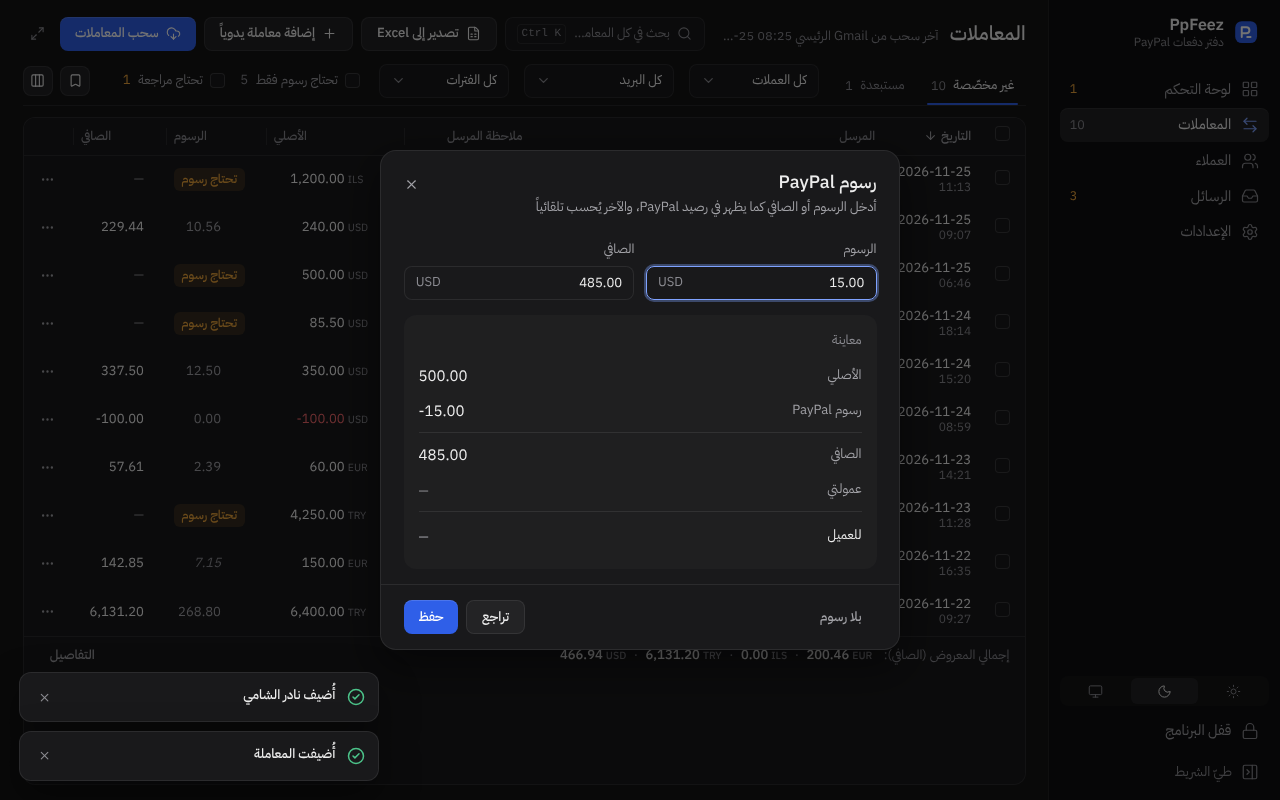 PpFeez
دفتر دفعات PayPal
لوحة التحكم 1
المعاملات 10
العملاء
الرسائل 3
الإعدادات
قفل البرنامج
طيّ الشريط
المعاملات آخر سحب من Gmail الرئيسي 08:25 25-...
بحث في كل المعام... Ctrl K
تصدير إلى Excel
إضافة معاملة يدوياً
سحب المعاملات
غير مخصّصة 10
مستبعدة 1
كل العملات
كل البريد
كل الفترات
تحتاج رسوم فقط 5
تحتاج مراجعة 1
التاريخ المرسل ملاحظة المرسل الأصلي الرسوم الصافي
2026-11-25 1,200.00 ILS تحتاج رسوم —
11:13
2026-11-25 240.00 USD 10.56 229.44
09:07
2026-11-25 500.00 USD تحتاج رسوم —
06:46
2026-11-24 85.50 USD تحتاج رسوم —
18:14
2026-11-24 350.00 USD 12.50 337.50
15:20
2026-11-24 -100.00 USD 0.00 -100.00
08:59
2026-11-23 60.00 EUR 2.39 57.61
14:21
2026-11-23 4,250.00 TRY تحتاج رسوم —
11:28
2026-11-22 150.00 EUR 7.15 142.85
16:35
2026-11-22 6,400.00 TRY 268.80 6,131.20
09:27
إجمالي المعروض (الصافي): 200.46 EUR · 0.00 ILS · 6,131.20 TRY · 466.94 USD
التفاصيل
رسوم PayPal
أدخل الرسوم أو الصافي كما يظهر في رصيد PayPal، والآخر يُحسب تلقائياً
الرسوم الصافي
15.00 USD 485.00 USD
معاينة
الأصلي 500.00
رسوم PayPal -15.00
الصافي 485.00
عمولتي —
للعميل —
بلا رسوم تراجع حفظ
أُضيف نادر الشامي
أُضيفت المعاملة